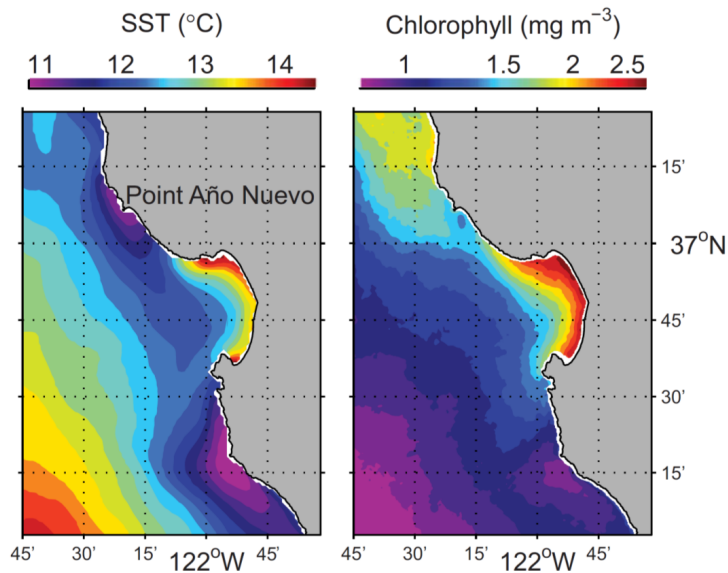 SST (°C)
11 12 13 14
Chlorophyll (mg m⁻³)
1 1.5 2 2.5
Point Año Nuevo
15'
37°N
45'
30'
15'
45' 30' 15' 122°W 45'
45' 30' 15' 122°W 45'